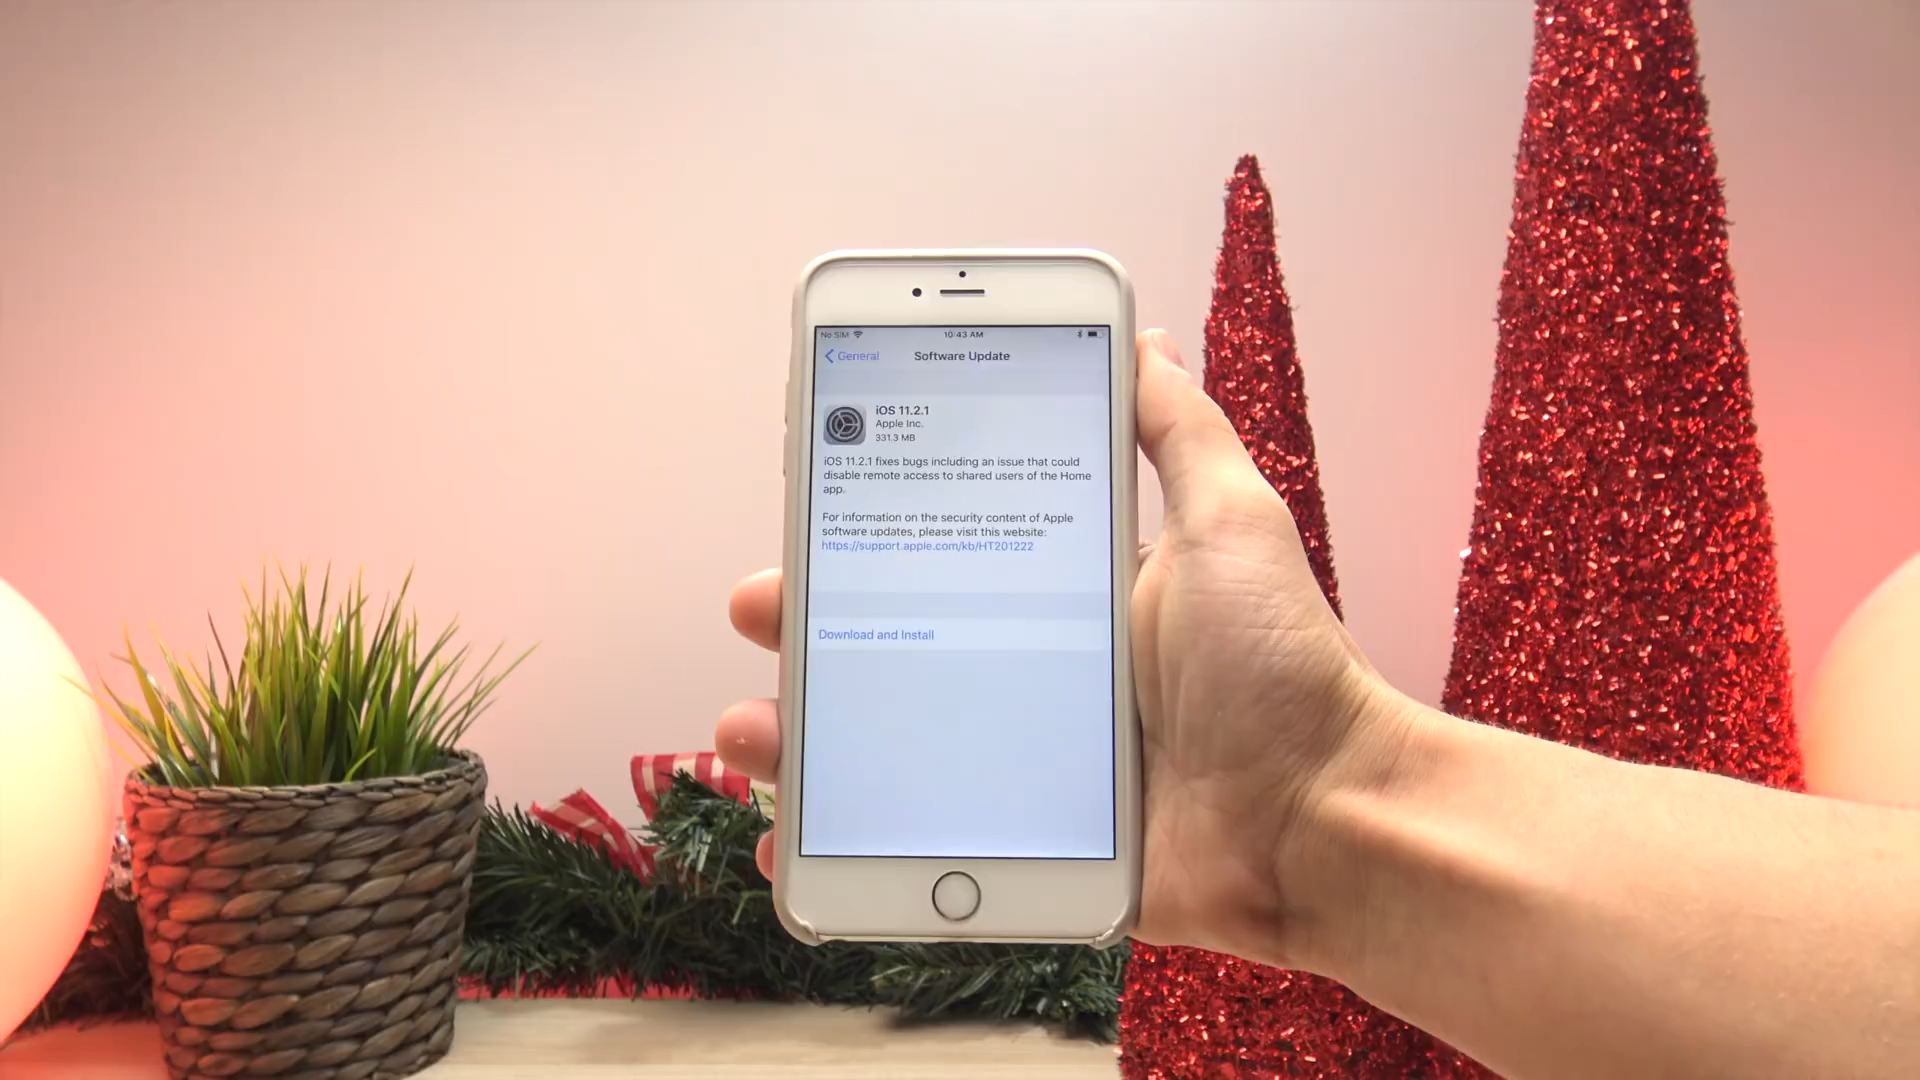 No SIM
10:43 AM
General
Software Update
iOS 11.2.1
Apple Inc.
331.3 MB
iOS 11.2.1 fixes bugs including an issue that could
disable remote access to shared users of the Home
app.
For information on the security content of Apple
software updates, please visit this website:
https://support.apple.com/kb/HT201222
Download and Install